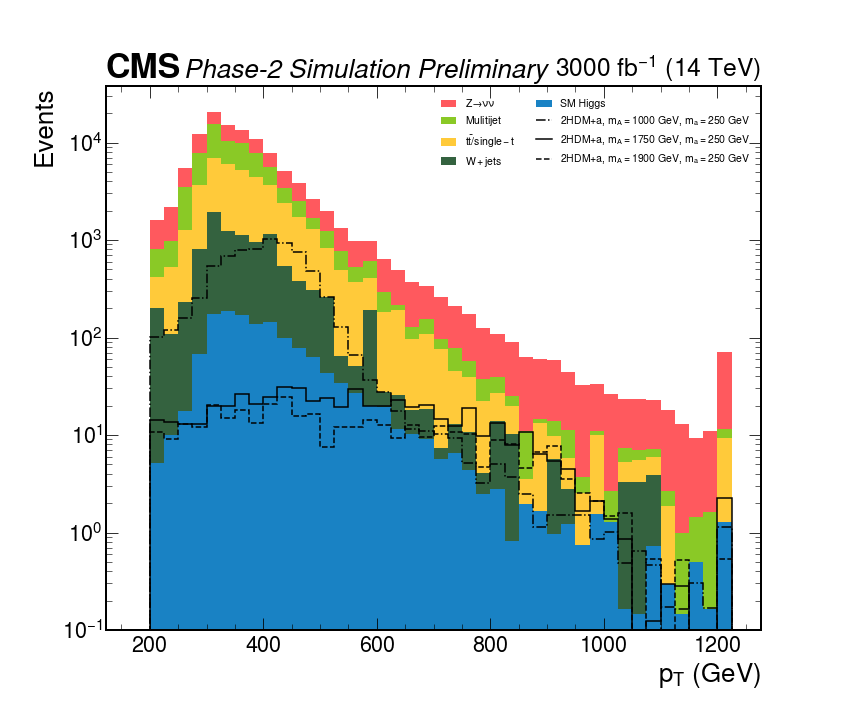 CMS Phase-2 Simulation Preliminary 3000 fb⁻¹ (14 TeV)
Events
Z→νν
Mulitijet
tt̄/single−t
W+jets
SM Higgs
2HDM+a, m_A = 1000 GeV, m_a = 250 GeV
2HDM+a, m_A = 1750 GeV, m_a = 250 GeV
2HDM+a, m_A = 1900 GeV, m_a = 250 GeV
10⁴
10³
10²
10¹
10⁰
10⁻¹
200 400 600 800 1000 1200
p_T (GeV)